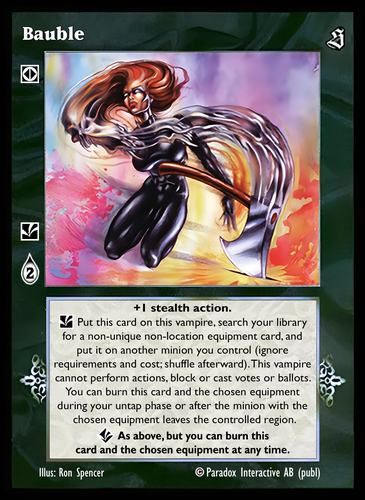 Bauble
2
+1 stealth action.
Put this card on this vampire, search your library
for a non-unique non-location equipment card, and
put it on another minion you control (ignore
requirements and cost; shuffle afterward). This vampire
cannot perform actions, block or cast votes or ballots.
You can burn this card and the chosen equipment
during your untap phase or after the minion with the
chosen equipment leaves the controlled region.
As above, but you can burn this
card and the chosen equipment at any time.
Illus: Ron Spencer
© Paradox Interactive AB (publ)